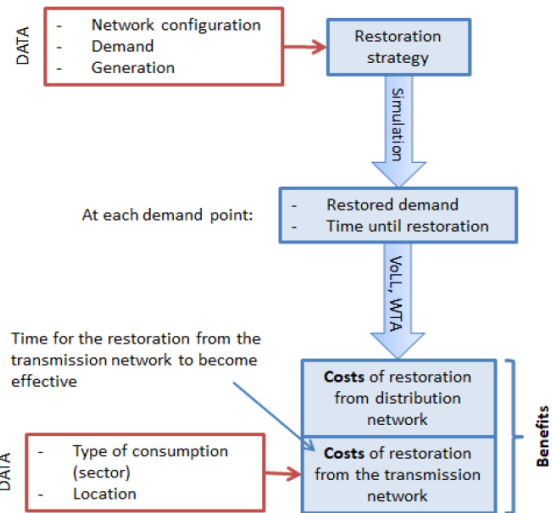 DATA
- Network configuration
- Demand
- Generation
Restoration
strategy
Simulation
At each demand point:
- Restored demand
- Time until restoration
VoLL, WTA
Time for the restoration from the
transmission network to become
effective
Costs of restoration
from distribution
network
Benefits
DATA
- Type of consumption
(sector)
- Location
Costs of restoration
from the transmission
network